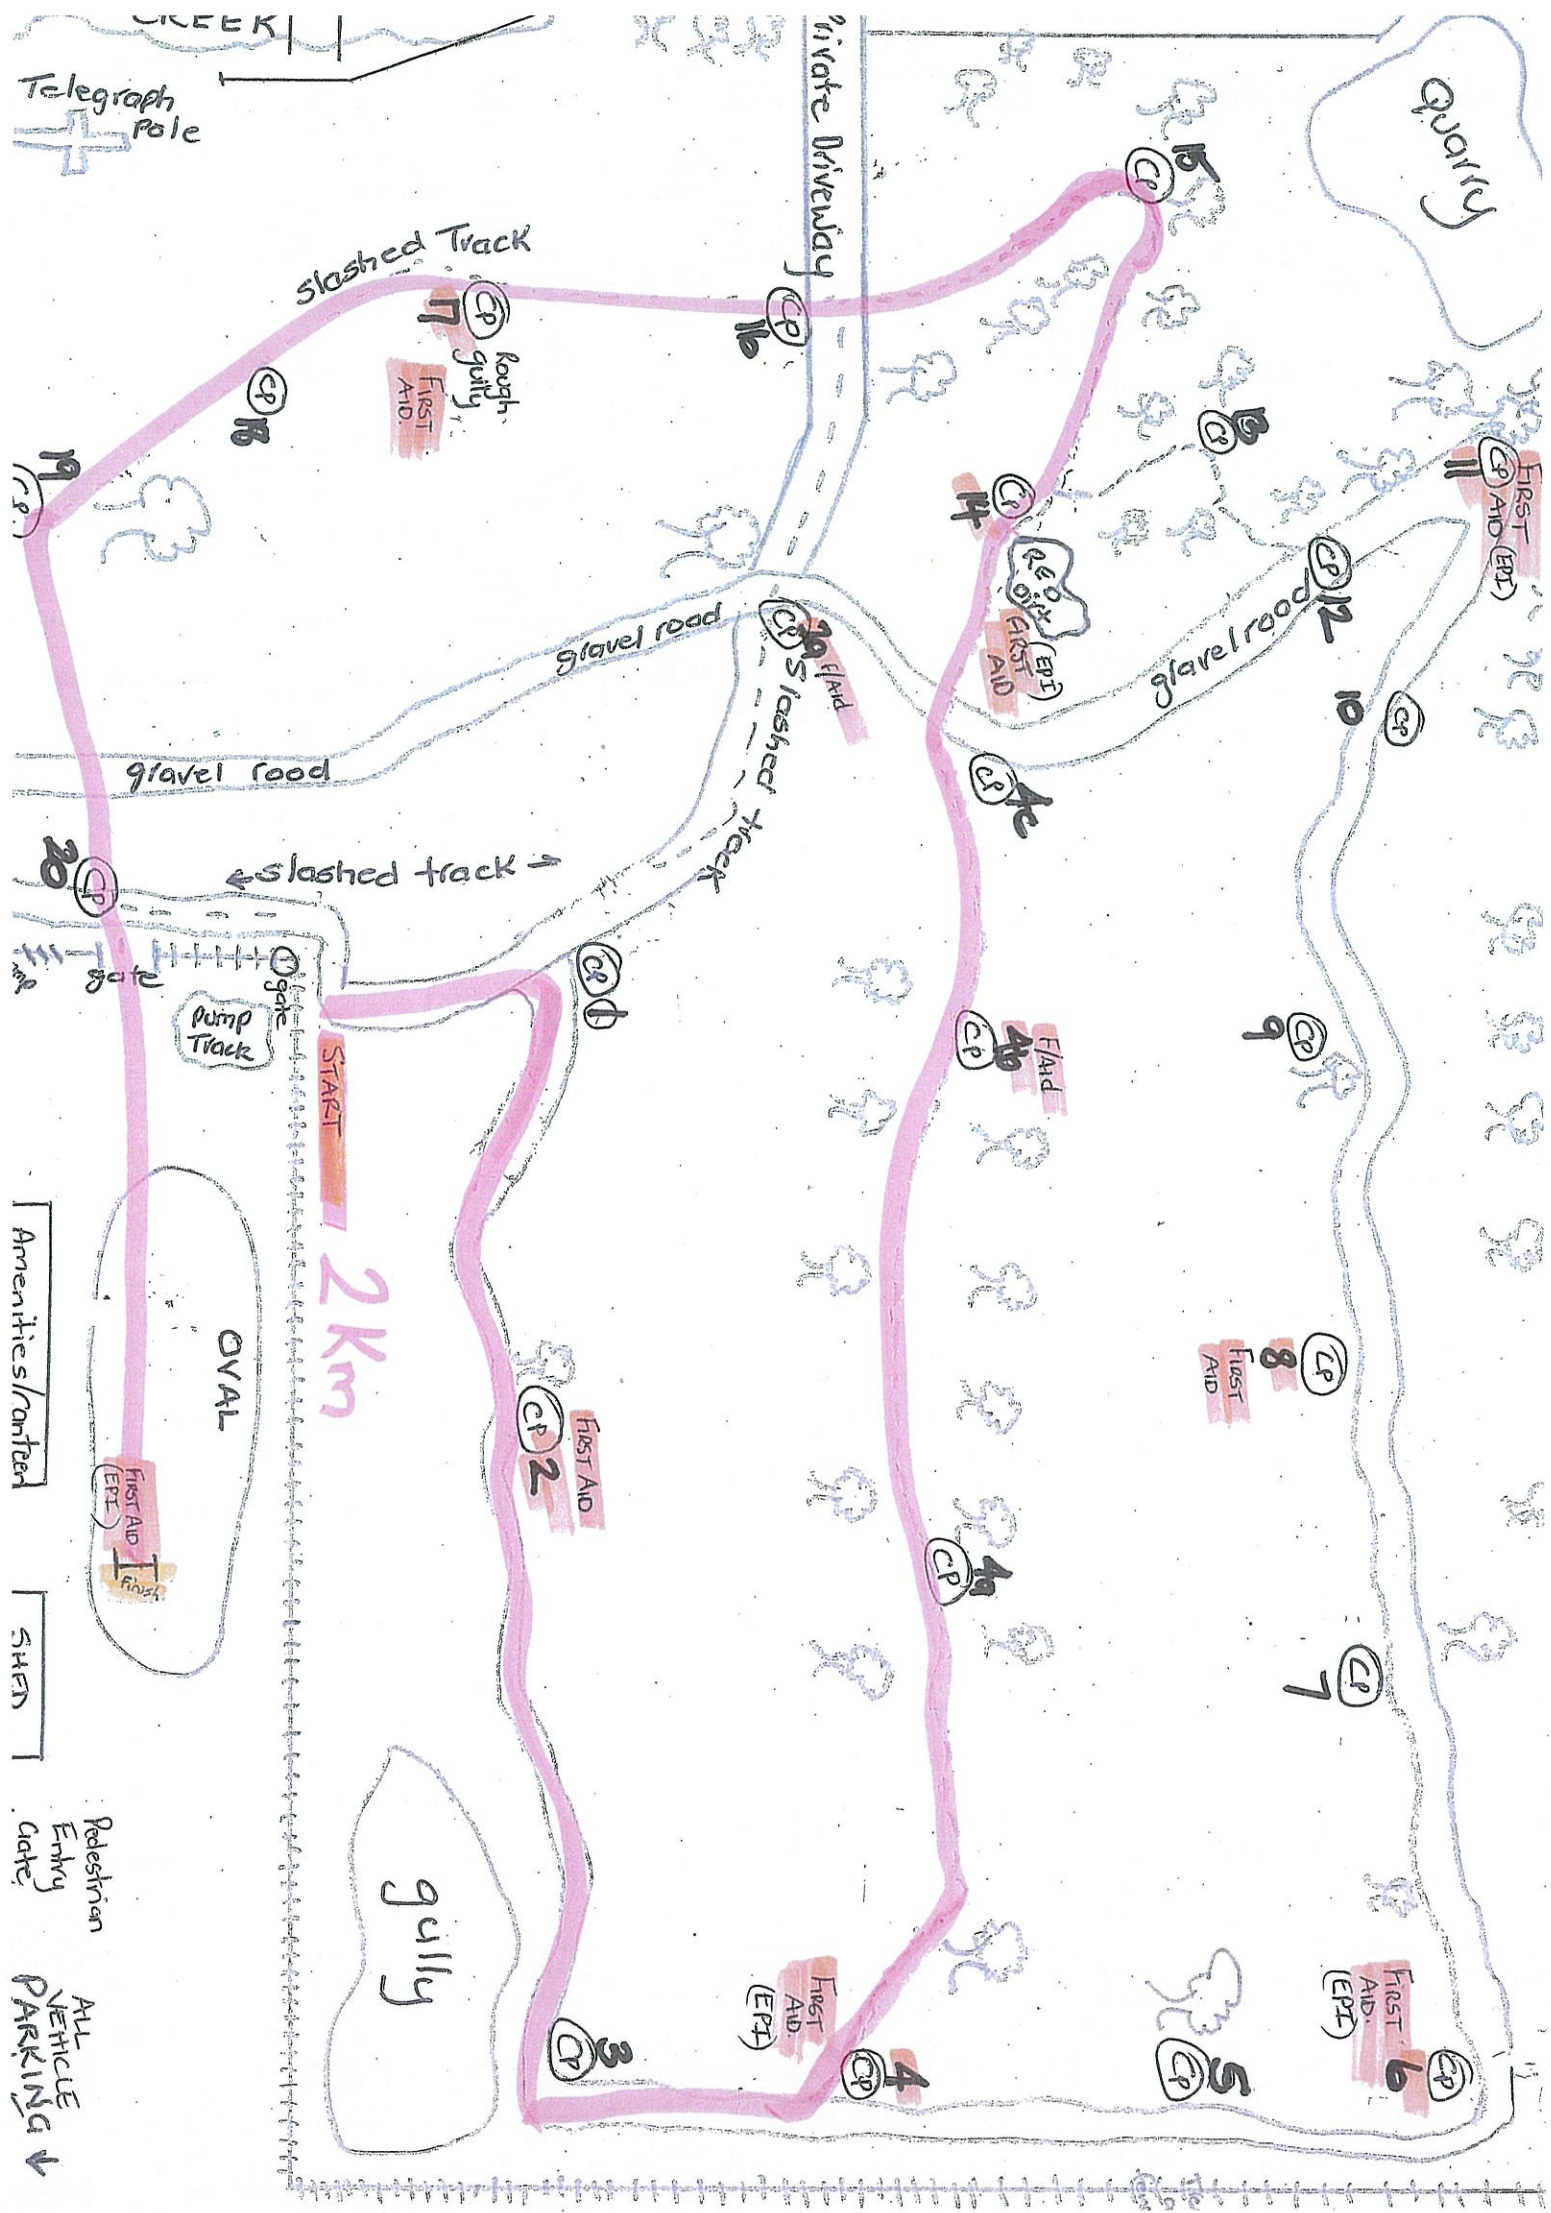 CREEK
Telegraph
Pole
Private Driveway
Quarry
CP
15
slashed Track
CP
17
Rough
gully
FIRST
AID
CP
16
CP
18
CP
13
19
CP
CP
11
FIRST
AID (EPI)
CP
14
RED
FIRST
AID
(EPI)
CP
12
gravel road
gravel road
CP
F/Aid
Slashed track
gravel road
10
CP
CP
4c
20
CP
← slashed track →
gate
gate
CP
1
Pump
Track
START
2 Km
CP
4b
F/Aid
9
CP
Amenities/canteen
OVAL
FIRST AID
(EPI)
Finish
CP
2
FIRST AID
CP
4a
8
CP
FIRST
AID
7
CP
SHED
Pedestrian
Entry
Gate
ALL
VEHICLE
PARKING
gully
CP
3
FIRST
AID
(EPI)
CP
4
CP
5
FIRST
AID.
(EPI)
6
CP